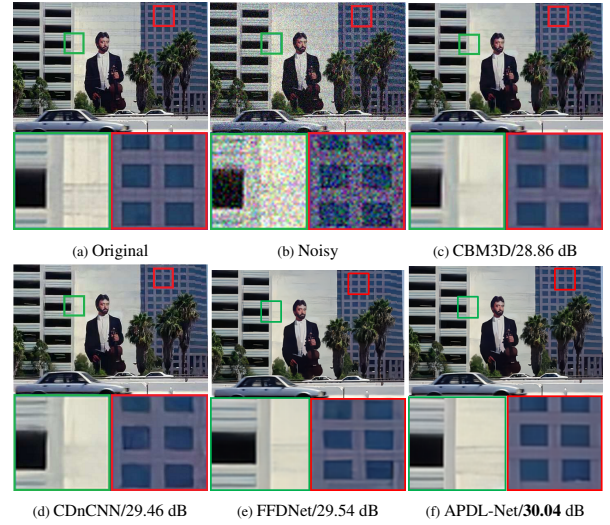 (a) Original
(b) Noisy
(c) CBM3D/28.86 dB
(d) CDnCNN/29.46 dB
(e) FFDNet/29.54 dB
(f) APDL-Net/30.04 dB